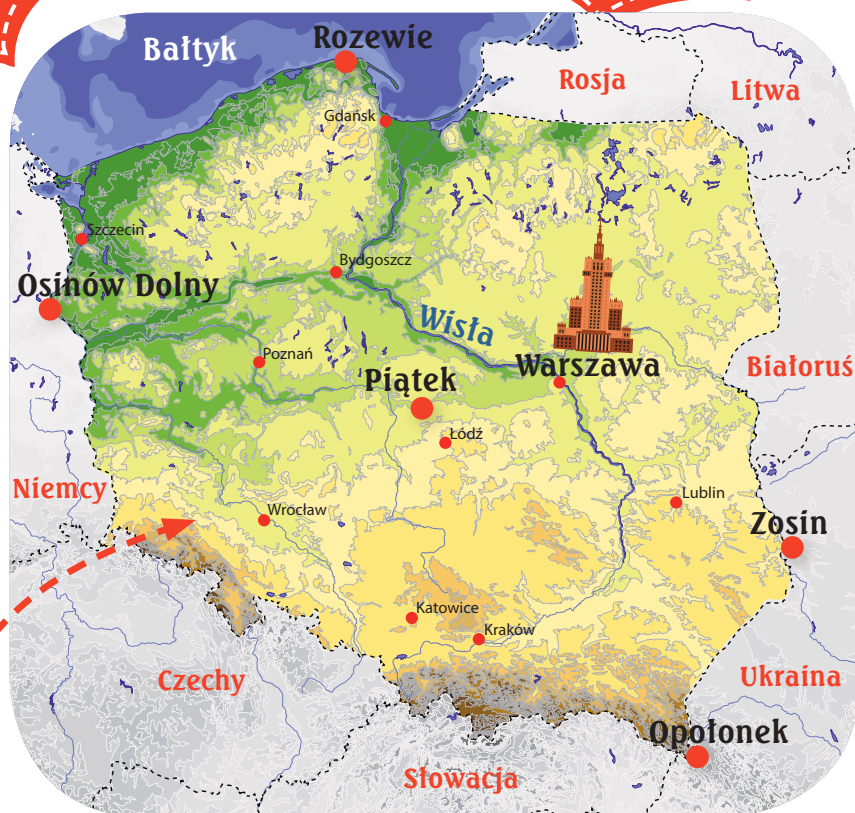 Rozewie
Bałtyk
Rosja
Litwa
Gdańsk
Szczecin
Bydgoszcz
Osinów Dolny
Wisła
Poznań
Piątek
Warszawa
Białoruś
Łódź
Niemcy
Wrocław
Lublin
Zosin
Katowice
Kraków
Czechy
Ukraina
Opołonek
Słowacja